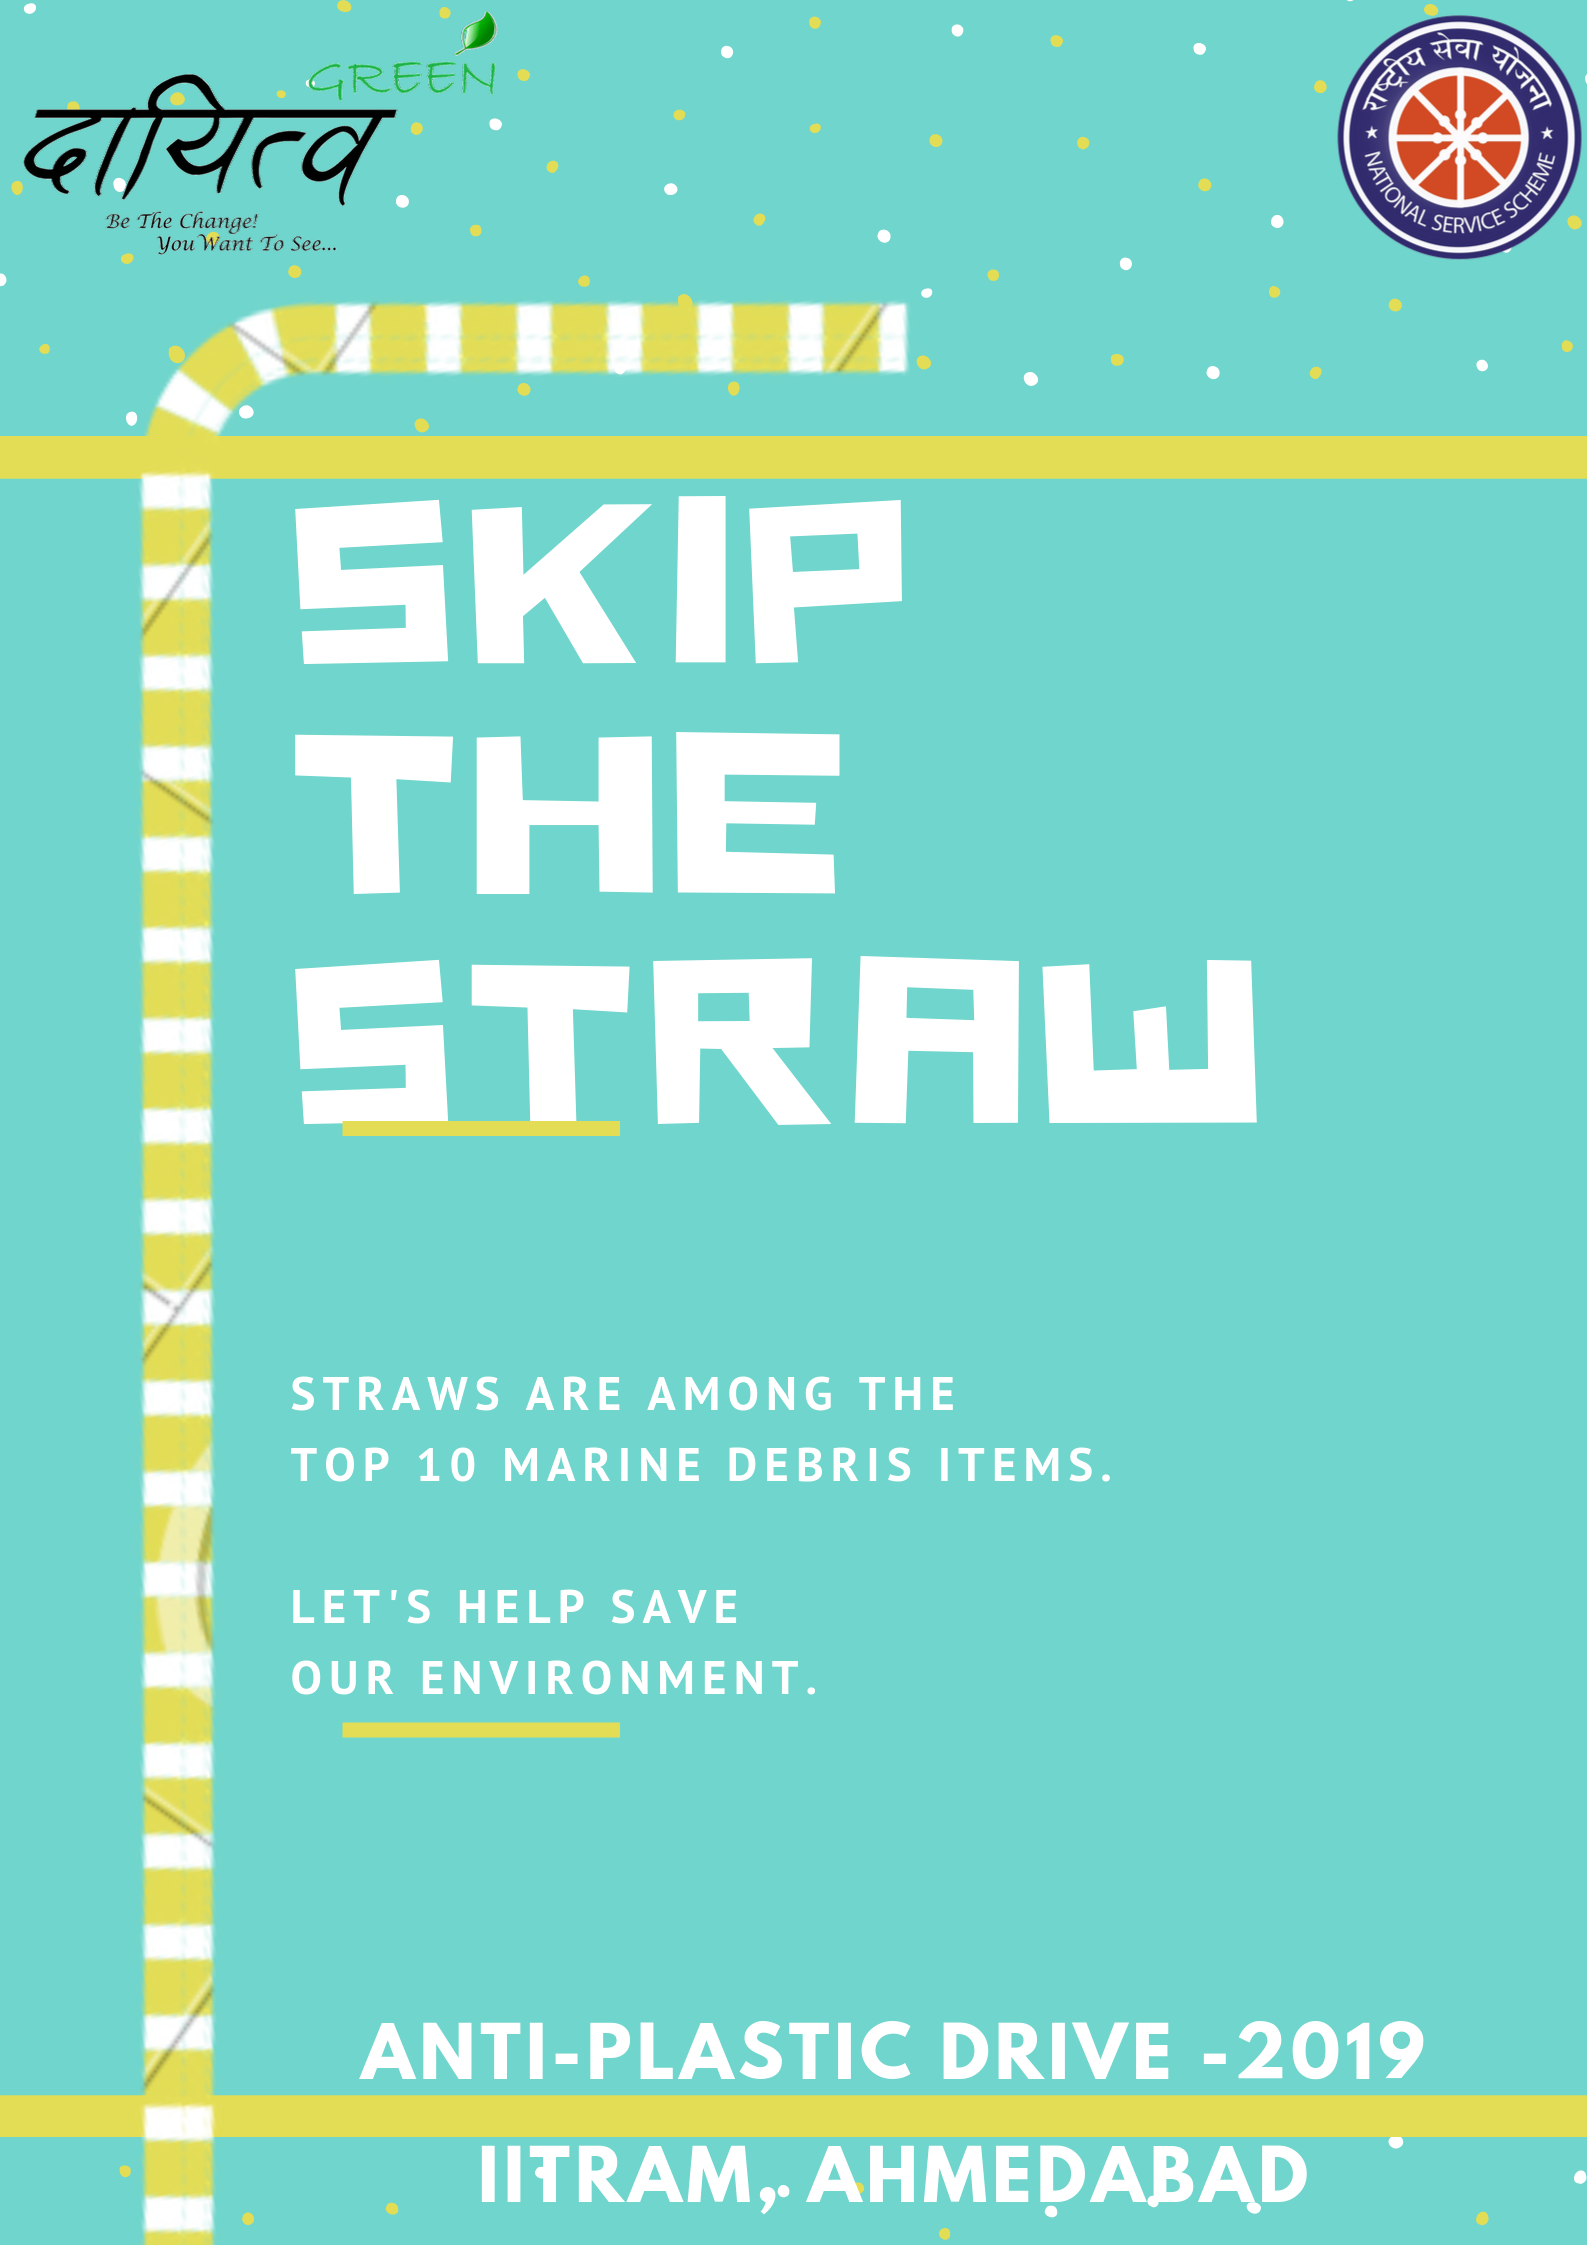 GREEN
दायित्व
Be The Change!
You Want To See...
राष्ट्रीय सेवा योजना
NATIONAL SERVICE SCHEME
SKIP
THE
STRAW
STRAWS ARE AMONG THE
TOP 10 MARINE DEBRIS ITEMS.
LET'S HELP SAVE
OUR ENVIRONMENT.
ANTI-PLASTIC DRIVE -2019
IITRAM, AHMEDABAD